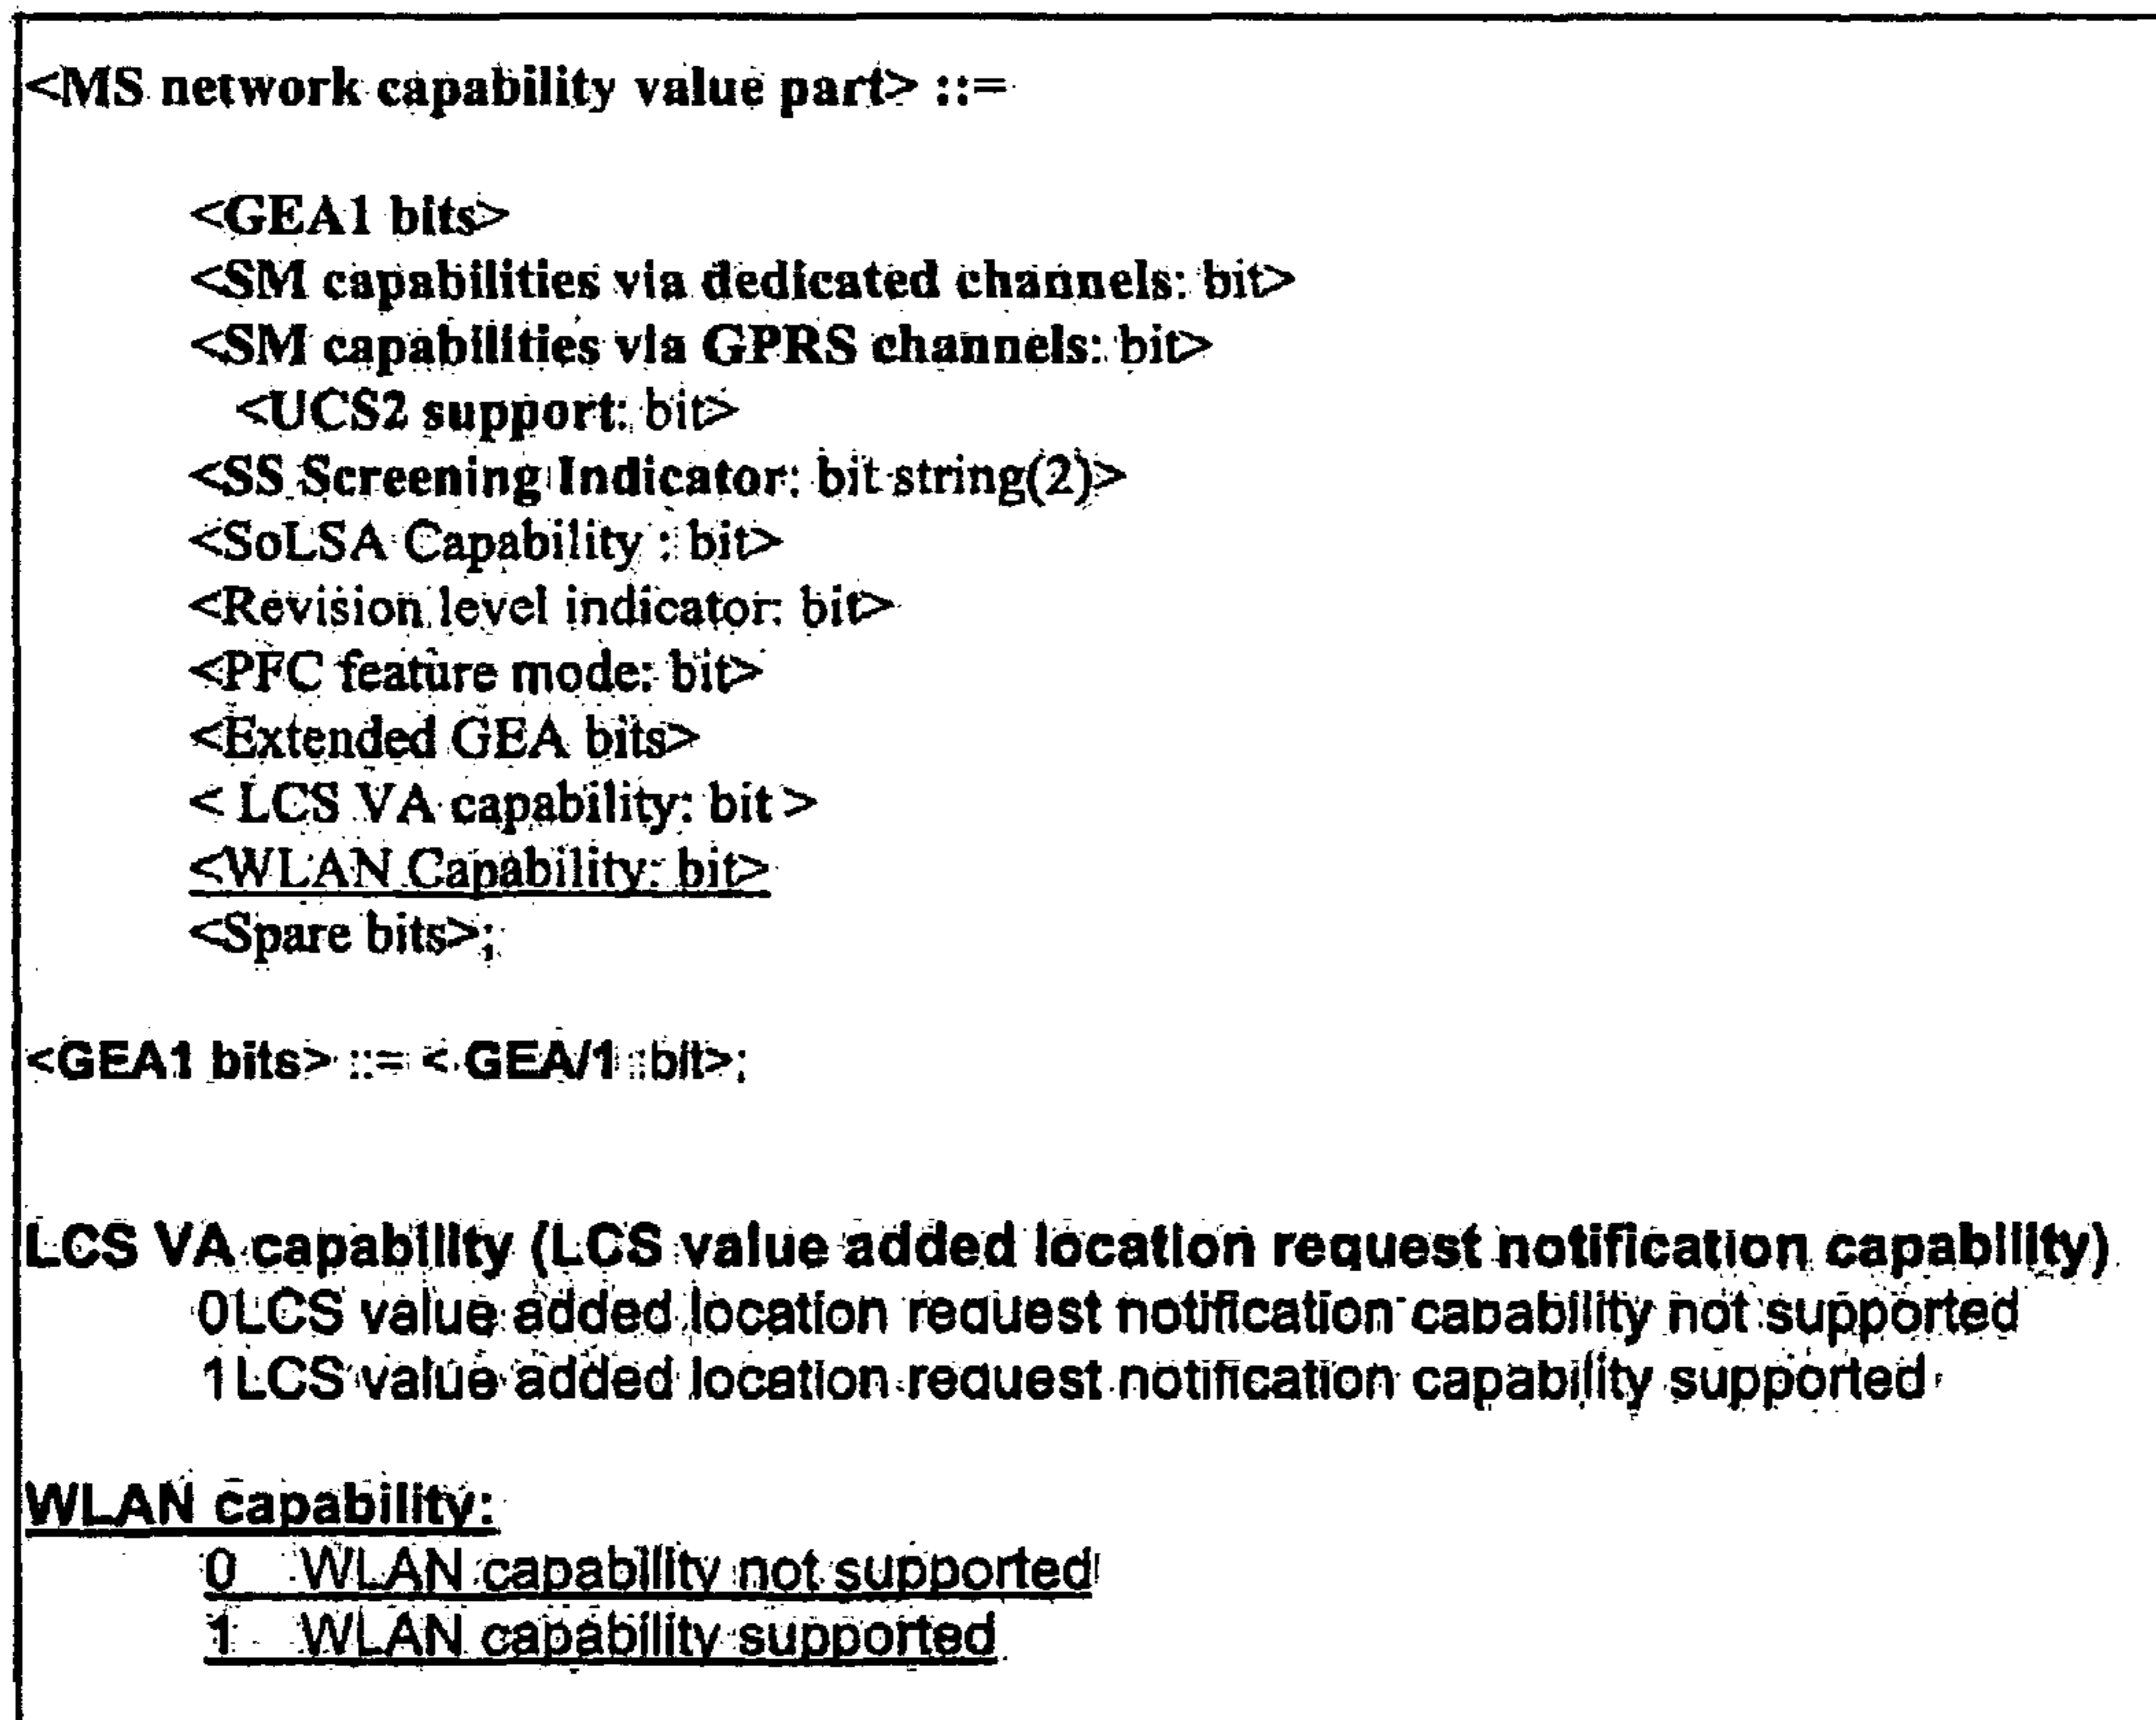 <MS network capability value part> ::=
<GEA1 bits>
<SM capabilities via dedicated channels: bit>
<SM capabilities via GPRS channels: bit>
<UCS2 support: bit>
<SS Screening Indicator: bit string(2)>
<SoLSA Capability : bit>
<Revision level indicator: bit>
<PFC feature mode: bit>
<Extended GEA bits>
< LCS VA capability: bit >
<WLAN Capability: bit>
<Spare bits>;
<GEA1 bits> ::= < GEA/1 :bit>;
LCS VA capability (LCS value added location request notification capability)
0LCS value added location request notification capability not supported
1LCS value added location request notification capability supported
WLAN capability:
0 WLAN capability not supported
1 WLAN capability supported